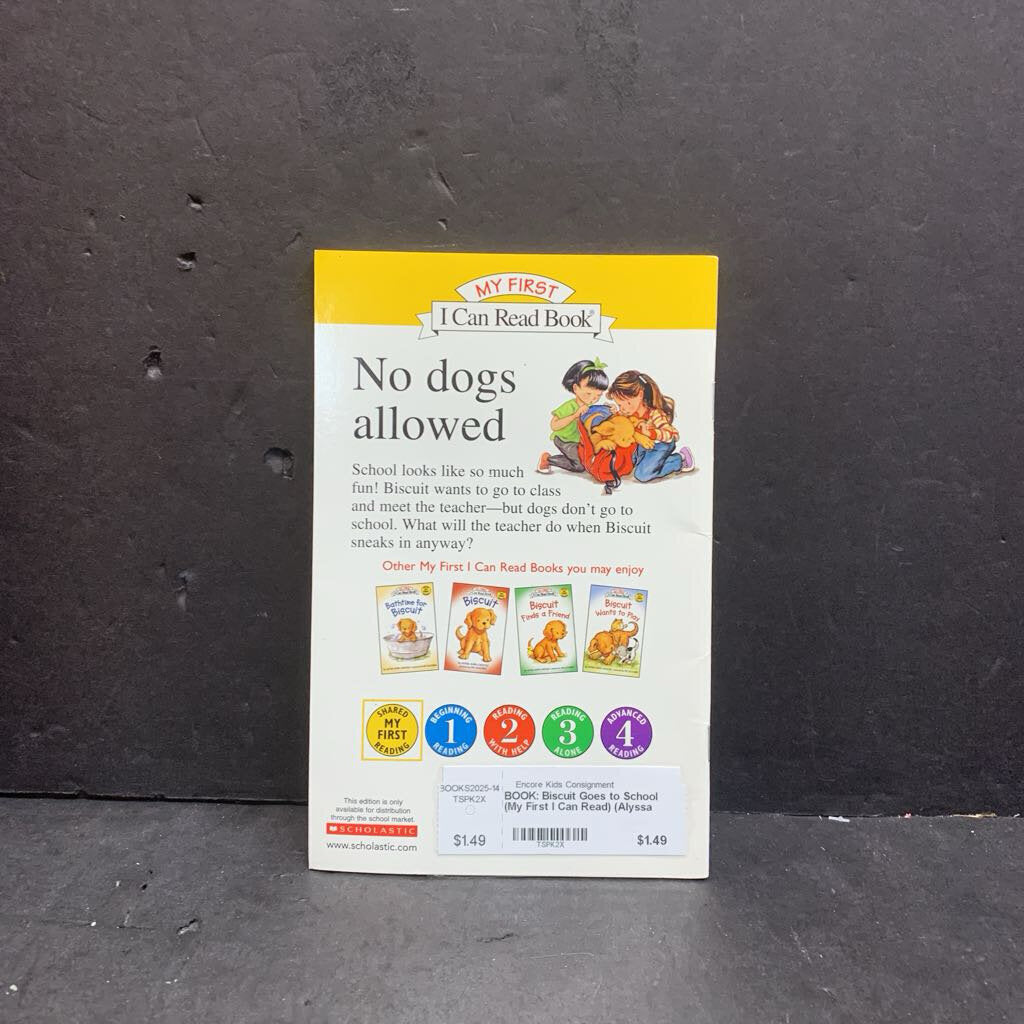 MY FIRST
I Can Read Book®
No dogs
allowed
School looks like so much
fun! Biscuit wants to go to class
and meet the teacher—but dogs don't go to
school. What will the teacher do when Biscuit
sneaks in anyway?
Other My First I Can Read Books you may enjoy
Bathtime for
Biscuit
Biscuit
Biscuit
Finds a Friend
Biscuit
Wants to Play
SHARED
MY
FIRST
READING
BEGINNING
1
READING
READING
2
WITH HELP
READING
3
ALONE
ADVANCED
4
READING
This edition is only
available for distribution
through the school market.
SCHOLASTIC
www.scholastic.com
BOOKS2025-14
TSPK2X
$1.49
Encore Kids Consignment
BOOK: Biscuit Goes to School
(My First I Can Read) (Alyssa
TSPK2X
$1.49